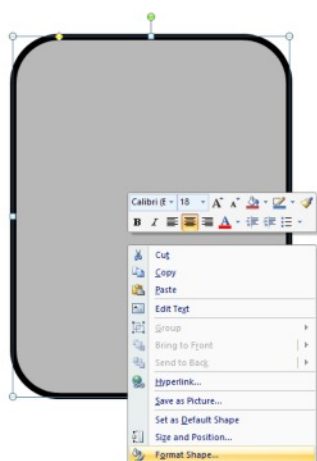 Calibri (E 18 A A
B I A
Cut
Copy
Paste
Edit Text
Group
Bring to Front
Send to Back
Hyperlink...
Save as Picture...
Set as Default Shape
Size and Position...
Format Shape...